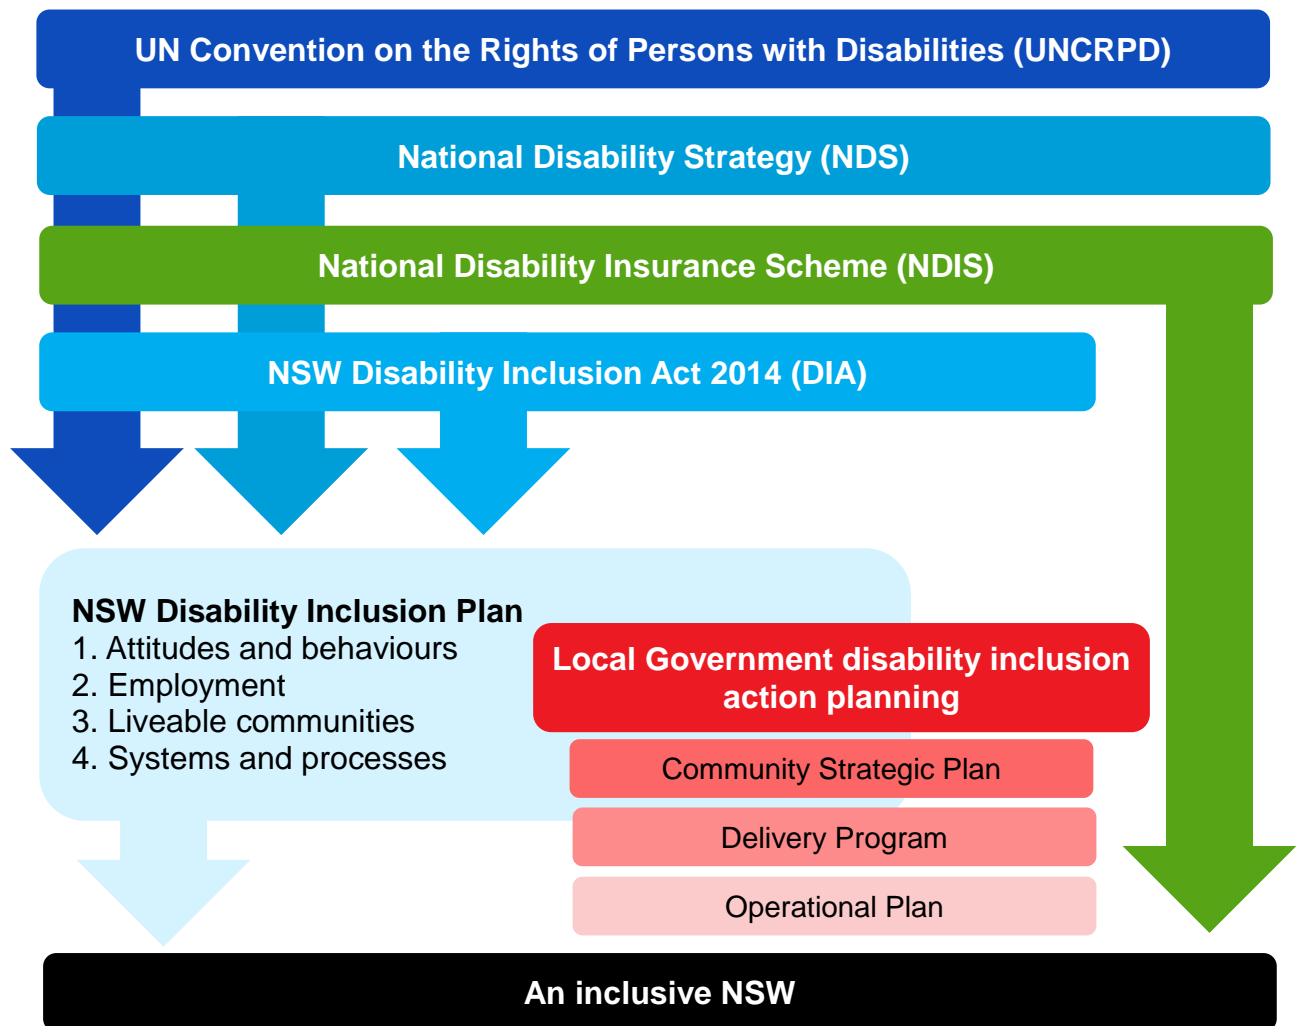 UN Convention on the Rights of Persons with Disabilities (UNCRPD)
National Disability Strategy (NDS)
National Disability Insurance Scheme (NDIS)
NSW Disability Inclusion Act 2014 (DIA)
NSW Disability Inclusion Plan
1. Attitudes and behaviours
2. Employment
3. Liveable communities
4. Systems and processes
Local Government disability inclusion
action planning
Community Strategic Plan
Delivery Program
Operational Plan
An inclusive NSW